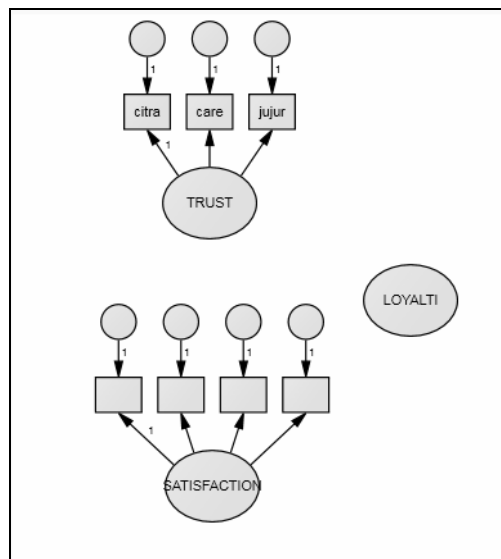 1 1 1
citra care jujur
1
TRUST
LOYALTI
1 1 1 1
1
SATISFACTION